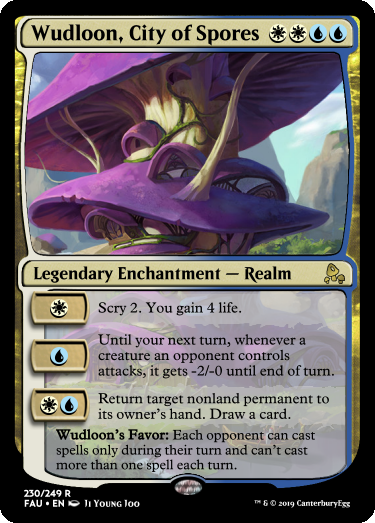 Wudloon, City of Spores
Legendary Enchantment — Realm
Scry 2. You gain 4 life.
Until your next turn, whenever a
creature an opponent controls
attacks, it gets -2/-0 until end of turn.
Return target nonland permanent to
its owner's hand. Draw a card.
Wudloon's Favor: Each opponent can cast
spells only during their turn and can't cast
more than one spell each turn.
230/249 R
FAU • EN Ji Young Joo
™ & © 2019 CanterburyEgg